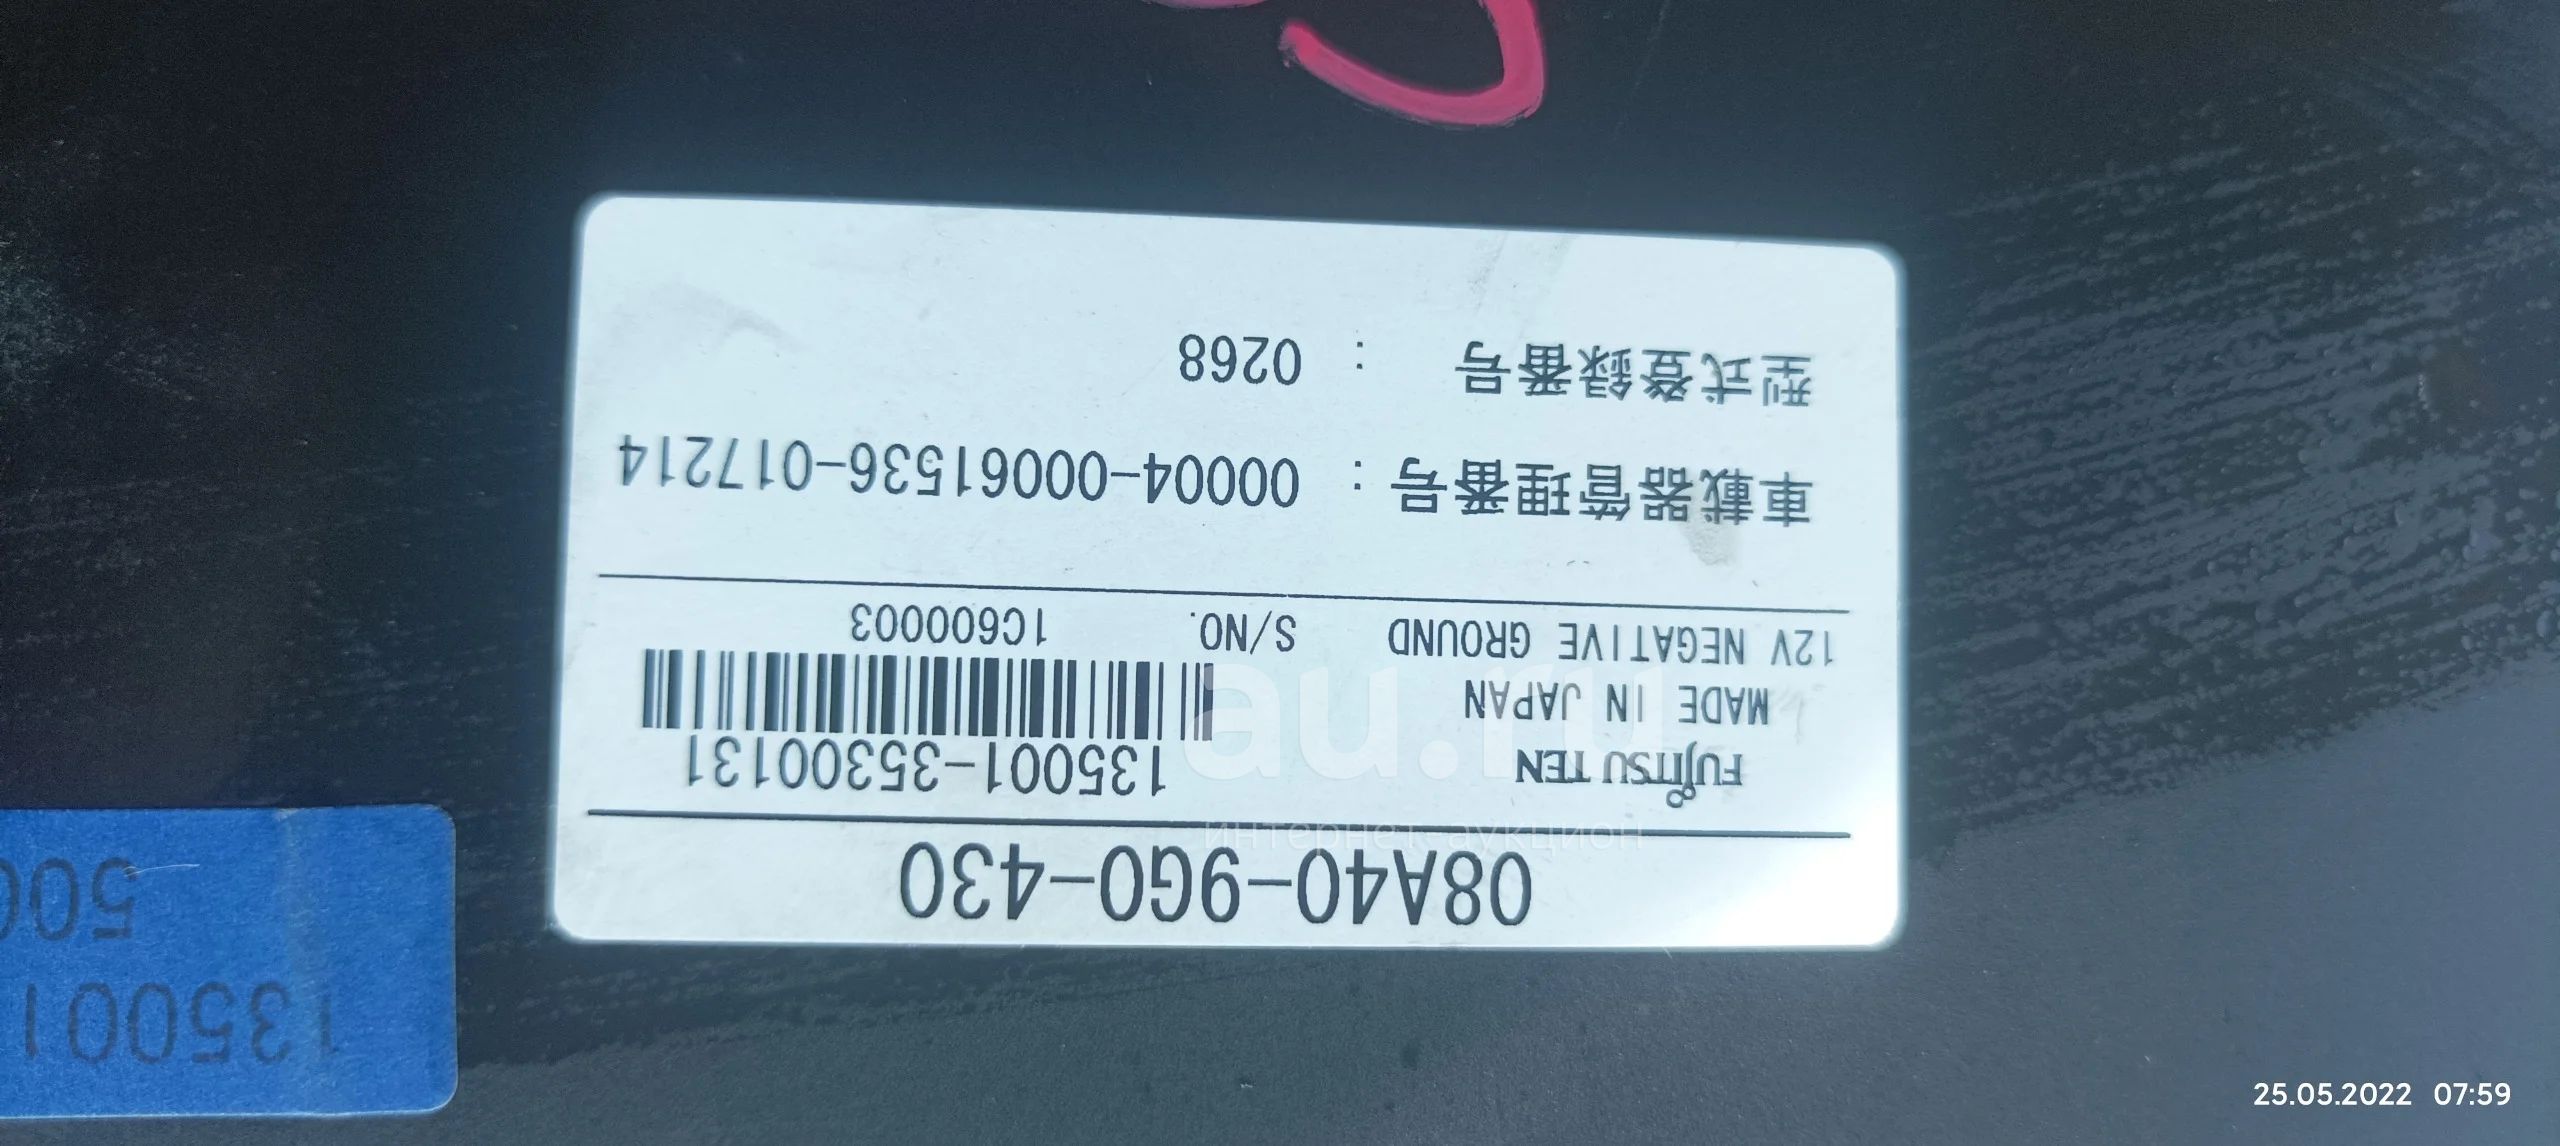 08A40-9G0-430
FUJITSU TEN 135001-35300131
MADE IN JAPAN
12V NEGATIVE GROUND S/NO. 1C600003
車載器管理番号 : 00004-00061536-017214
型式登録番号 : 0268
135001
500
au.ru
интернет-аукцион
25.05.2022 07:59